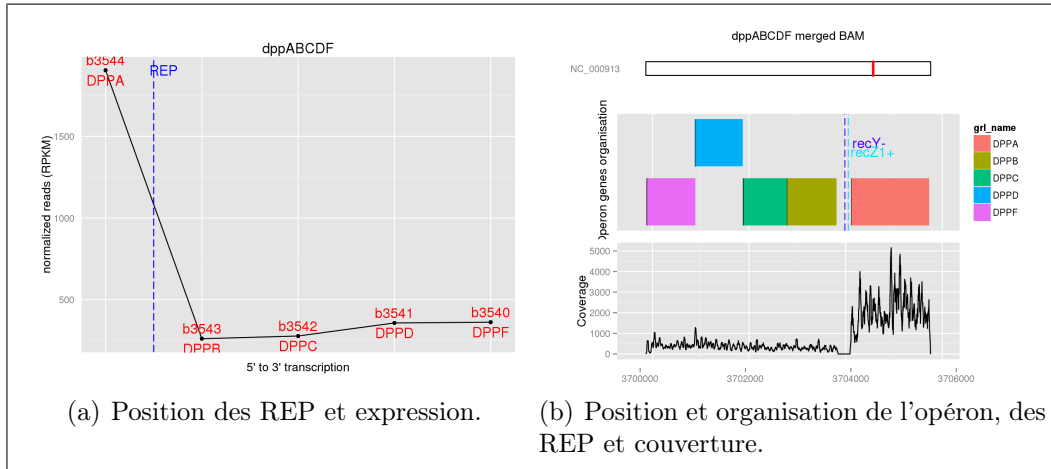 dppABCDF
b3544
DPPA
REP
normalized reads (RPKM)
1500
1000
500
b3543
DPPB
b3542
DPPC
b3541
DPPD
b3540
DPPF
5' to 3' transcription
(a) Position des REP et expression.
dppABCDF merged BAM
NC_000913
Operon genes organisation
recY-
recZ1+
grl_name
DPPA
DPPB
DPPC
DPPD
DPPF
Coverage
5000
4000
3000
2000
1000
0
3700000
3702000
3704000
3706000
(b) Position et organisation de l'opéron, des
REP et couverture.